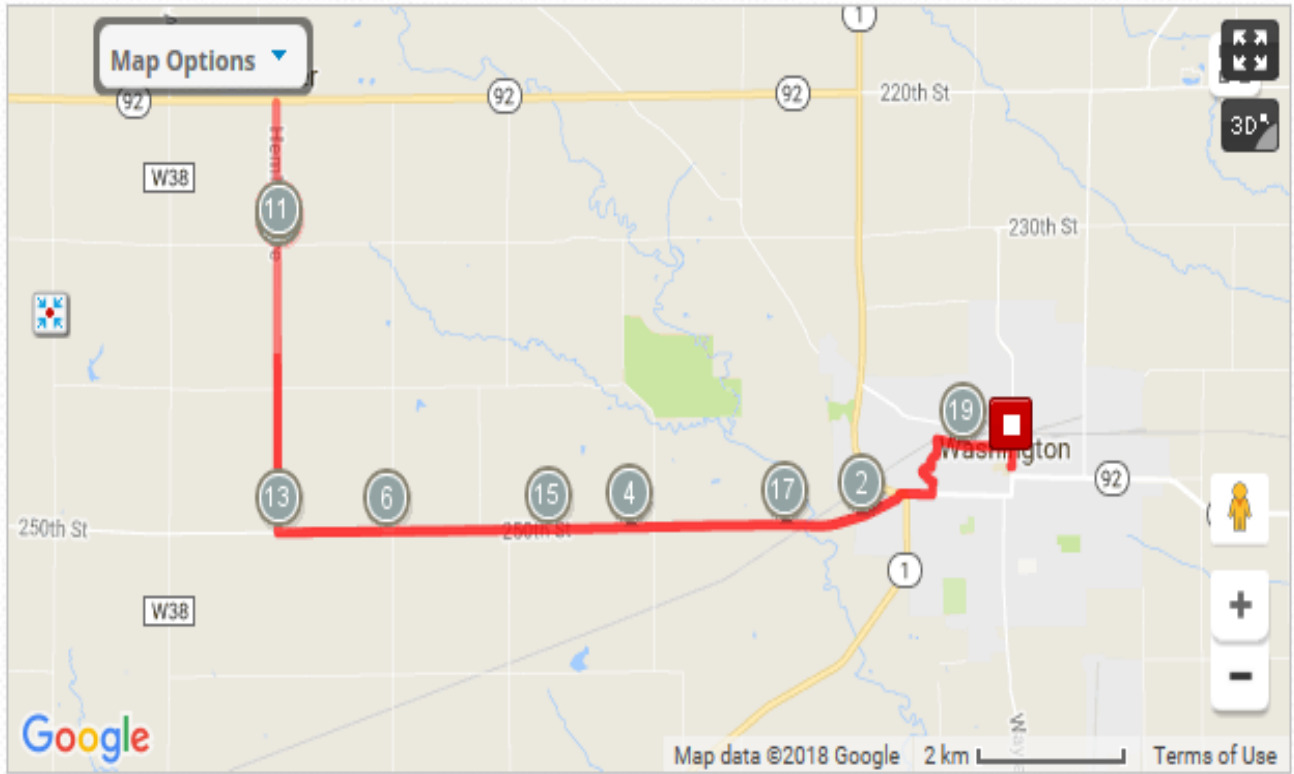 1
Map Options
92
92
92
220th St
3D
W38
11
230th St
19
Washington
13
6
15
4
17
2
92
250th St
250th St
1
W38
+
−
Google
Map data ©2018 Google
2 km
Terms of Use